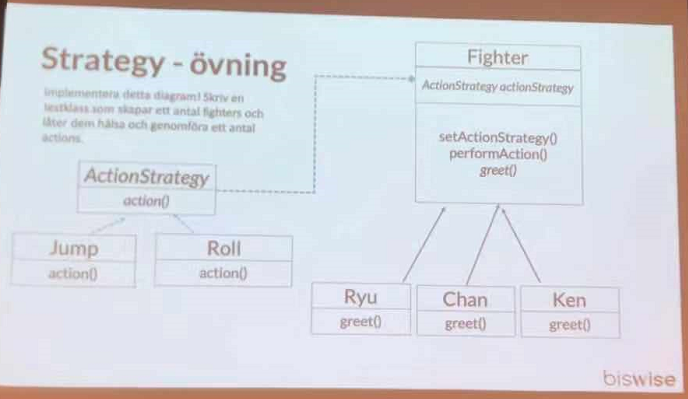 Strategy - övning
Implementera detta diagram! Skriv en
testklass som skapar ett antal fighters och
låter dem hälsa och genomföra ett antal
actions.
Fighter
ActionStrategy actionStrategy
setActionStrategy()
performAction()
greet()
ActionStrategy
action()
Jump
action()
Roll
action()
Ryu
greet()
Chan
greet()
Ken
greet()
biswise